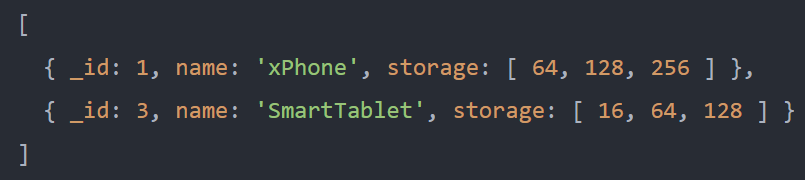 [
{ _id: 1, name: 'xPhone', storage: [ 64, 128, 256 ] },
{ _id: 3, name: 'SmartTablet', storage: [ 16, 64, 128 ] }
]